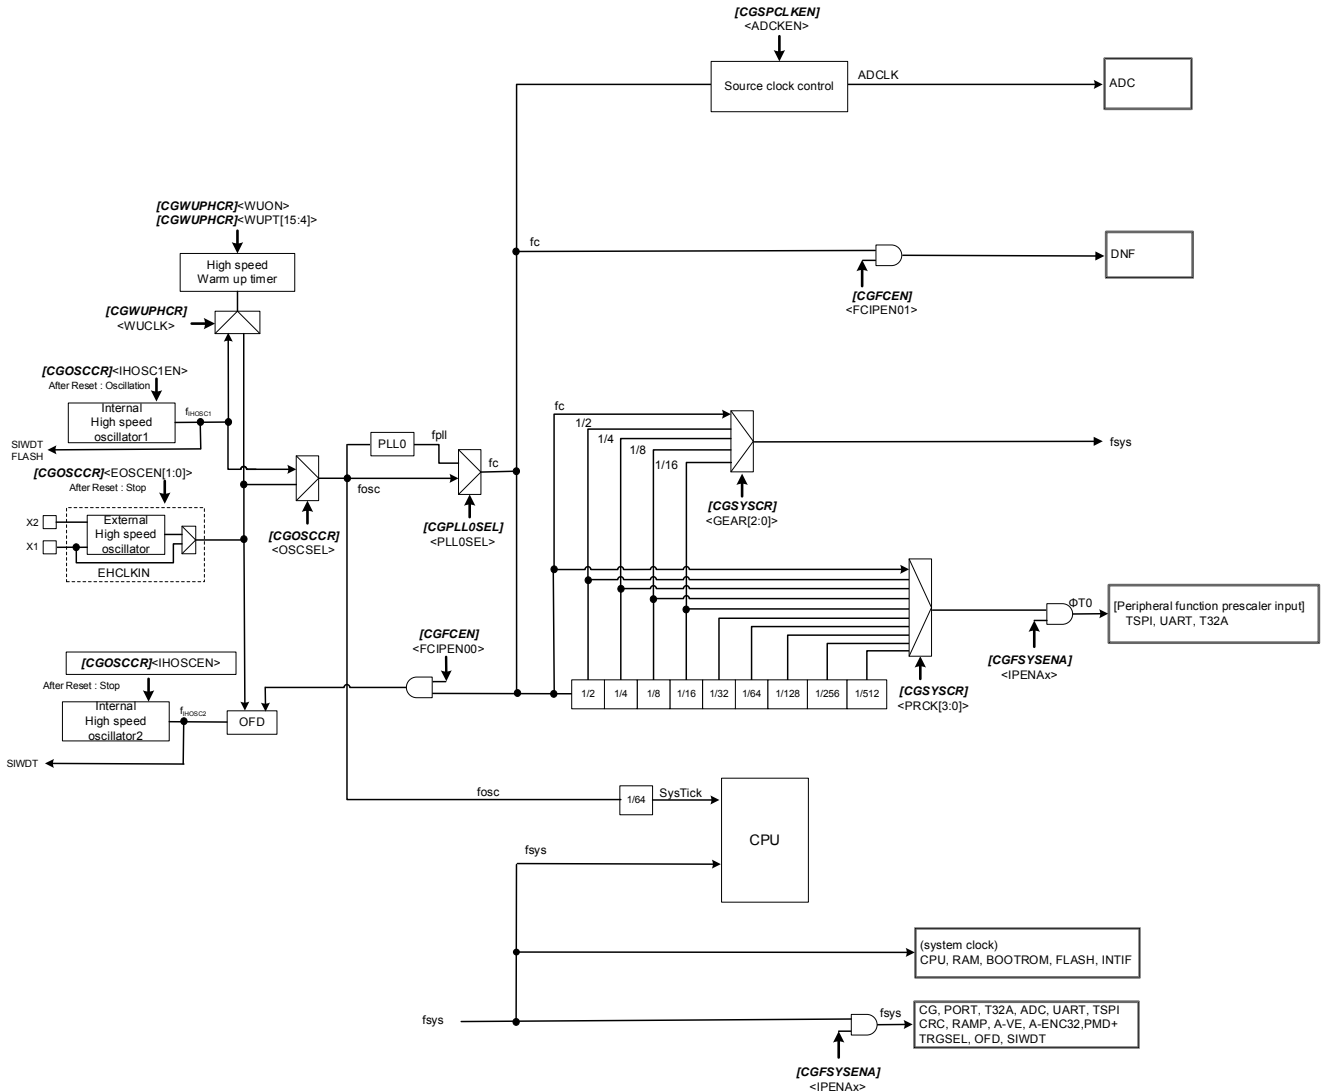 [CGSPCLKEN]
<ADCKEN>
Source clock control
ADCLK
ADC
[CGWUPHCR]<WUON>
[CGWUPHCR]<WUPT[15:4]>
High speed
Warm up timer
[CGWUPHCR]
<WUCLK>
fc
DNF
[CGFCEN]
<FCIPEN01>
[CGOSCCR]<IHOSC1EN>
After Reset : Oscillation
Internal
High speed
oscillator1
fIHOSC1
SIWDT
FLASH
[CGOSCCR]<EOSCEN[1:0]>
After Reset : Stop
X2
X1
External
High speed
oscillator
EHCLKIN
PLL0
fpll
fosc
fc
[CGOSCCR]
<OSCSEL>
[CGPLL0SEL]
<PLL0SEL>
fc
1/2
1/4
1/8
1/16
fsys
[CGSYSCR]
<GEAR[2:0]>
ΦT0
[Peripheral function prescaler input]
TSPI, UART, T32A
[CGFSYSENA]
<IPENAx>
[CGFCEN]
<FCIPEN00>
1/2
1/4
1/8
1/16
1/32
1/64
1/128
1/256
1/512
[CGSYSCR]
<PRCK[3:0]>
[CGOSCCR]<IHOSCEN>
After Reset : Stop
Internal
High speed
oscillator2
fIHOSC2
OFD
SIWDT
fosc
1/64
SysTick
CPU
fsys
(system clock)
CPU, RAM, BOOTROM, FLASH, INTIF
fsys
fsys
CG, PORT, T32A, ADC, UART, TSPI
CRC, RAMP, A-VE, A-ENC32,PMD+
TRGSEL, OFD, SIWDT
[CGFSYSENA]
<IPENAx>